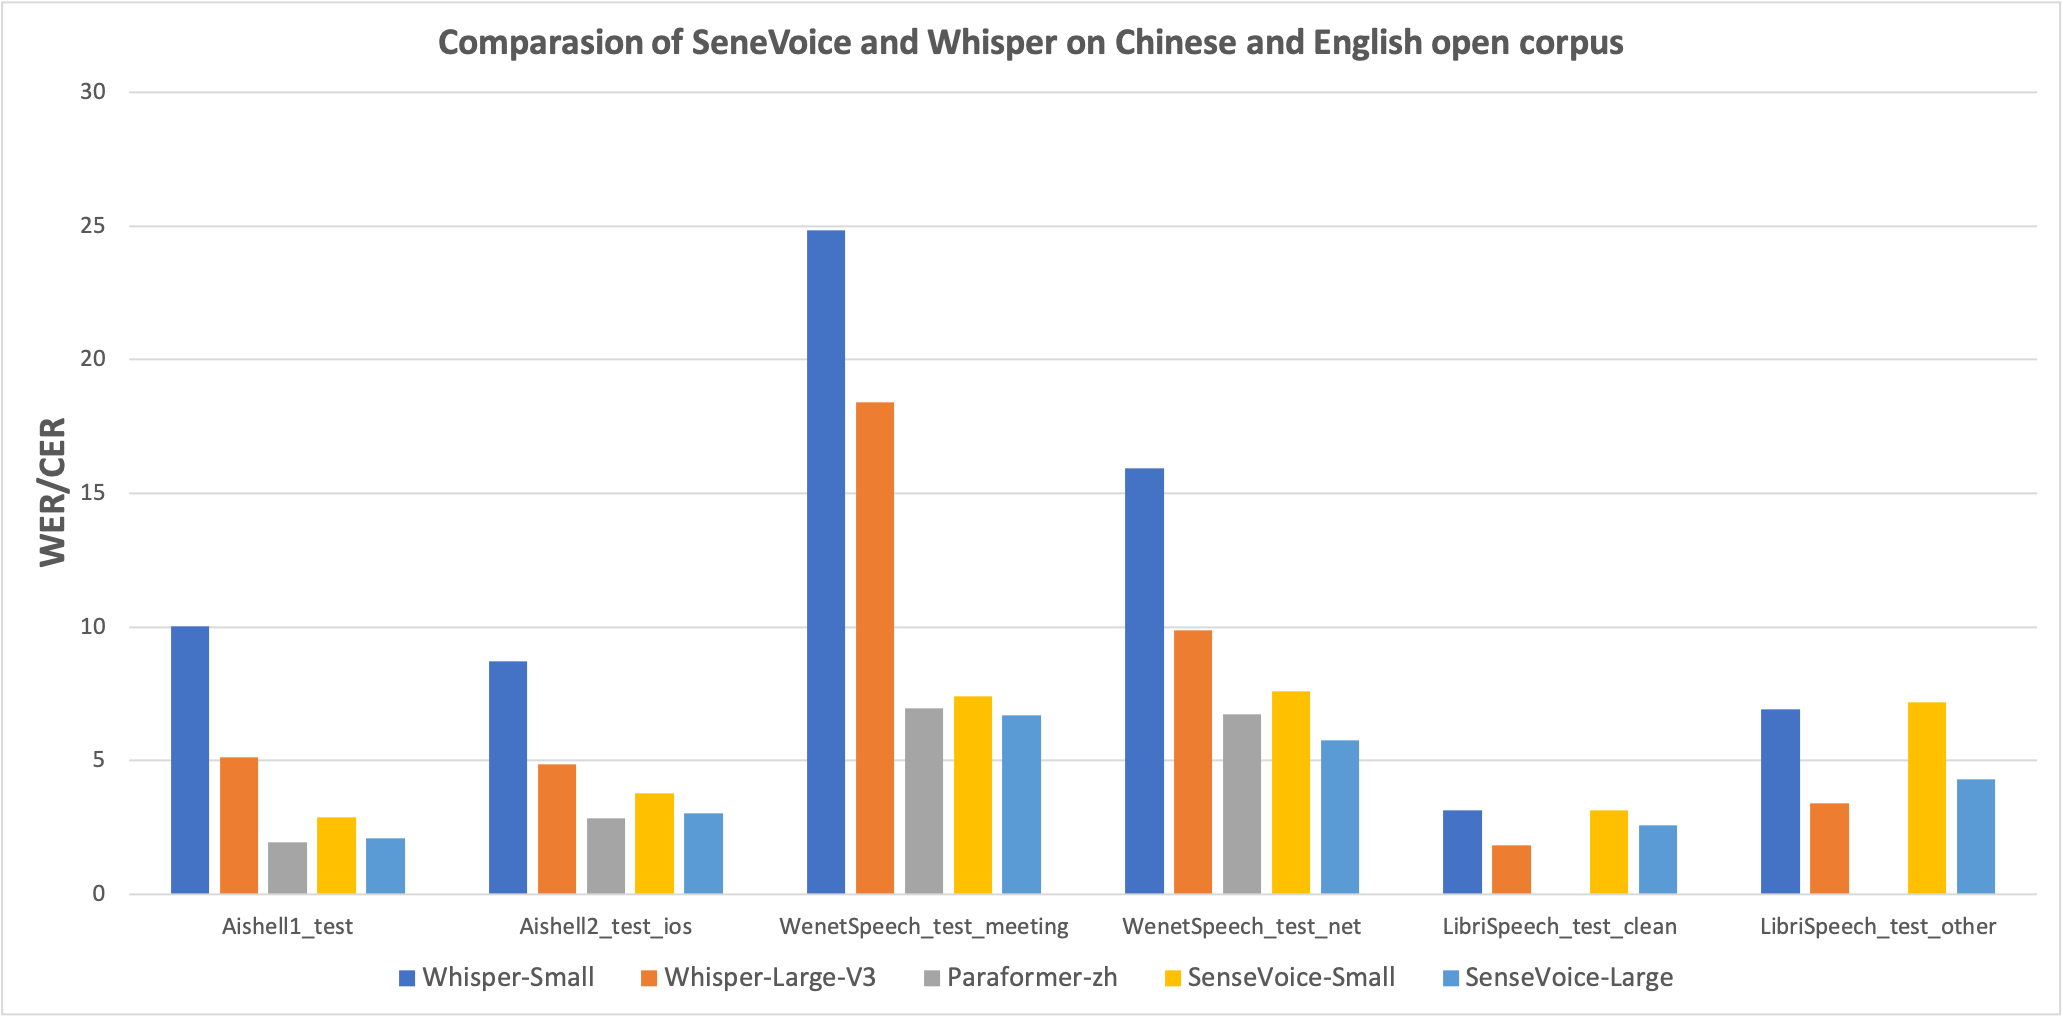 Comparasion of SeneVoice and Whisper on Chinese and English open corpus
30
25
20
15
10
5
0
WER/CER
Aishell1_test Aishell2_test_ios WenetSpeech_test_meeting WenetSpeech_test_net LibriSpeech_test_clean LibriSpeech_test_other
Whisper-Small Whisper-Large-V3 Paraformer-zh SenseVoice-Small SenseVoice-Large